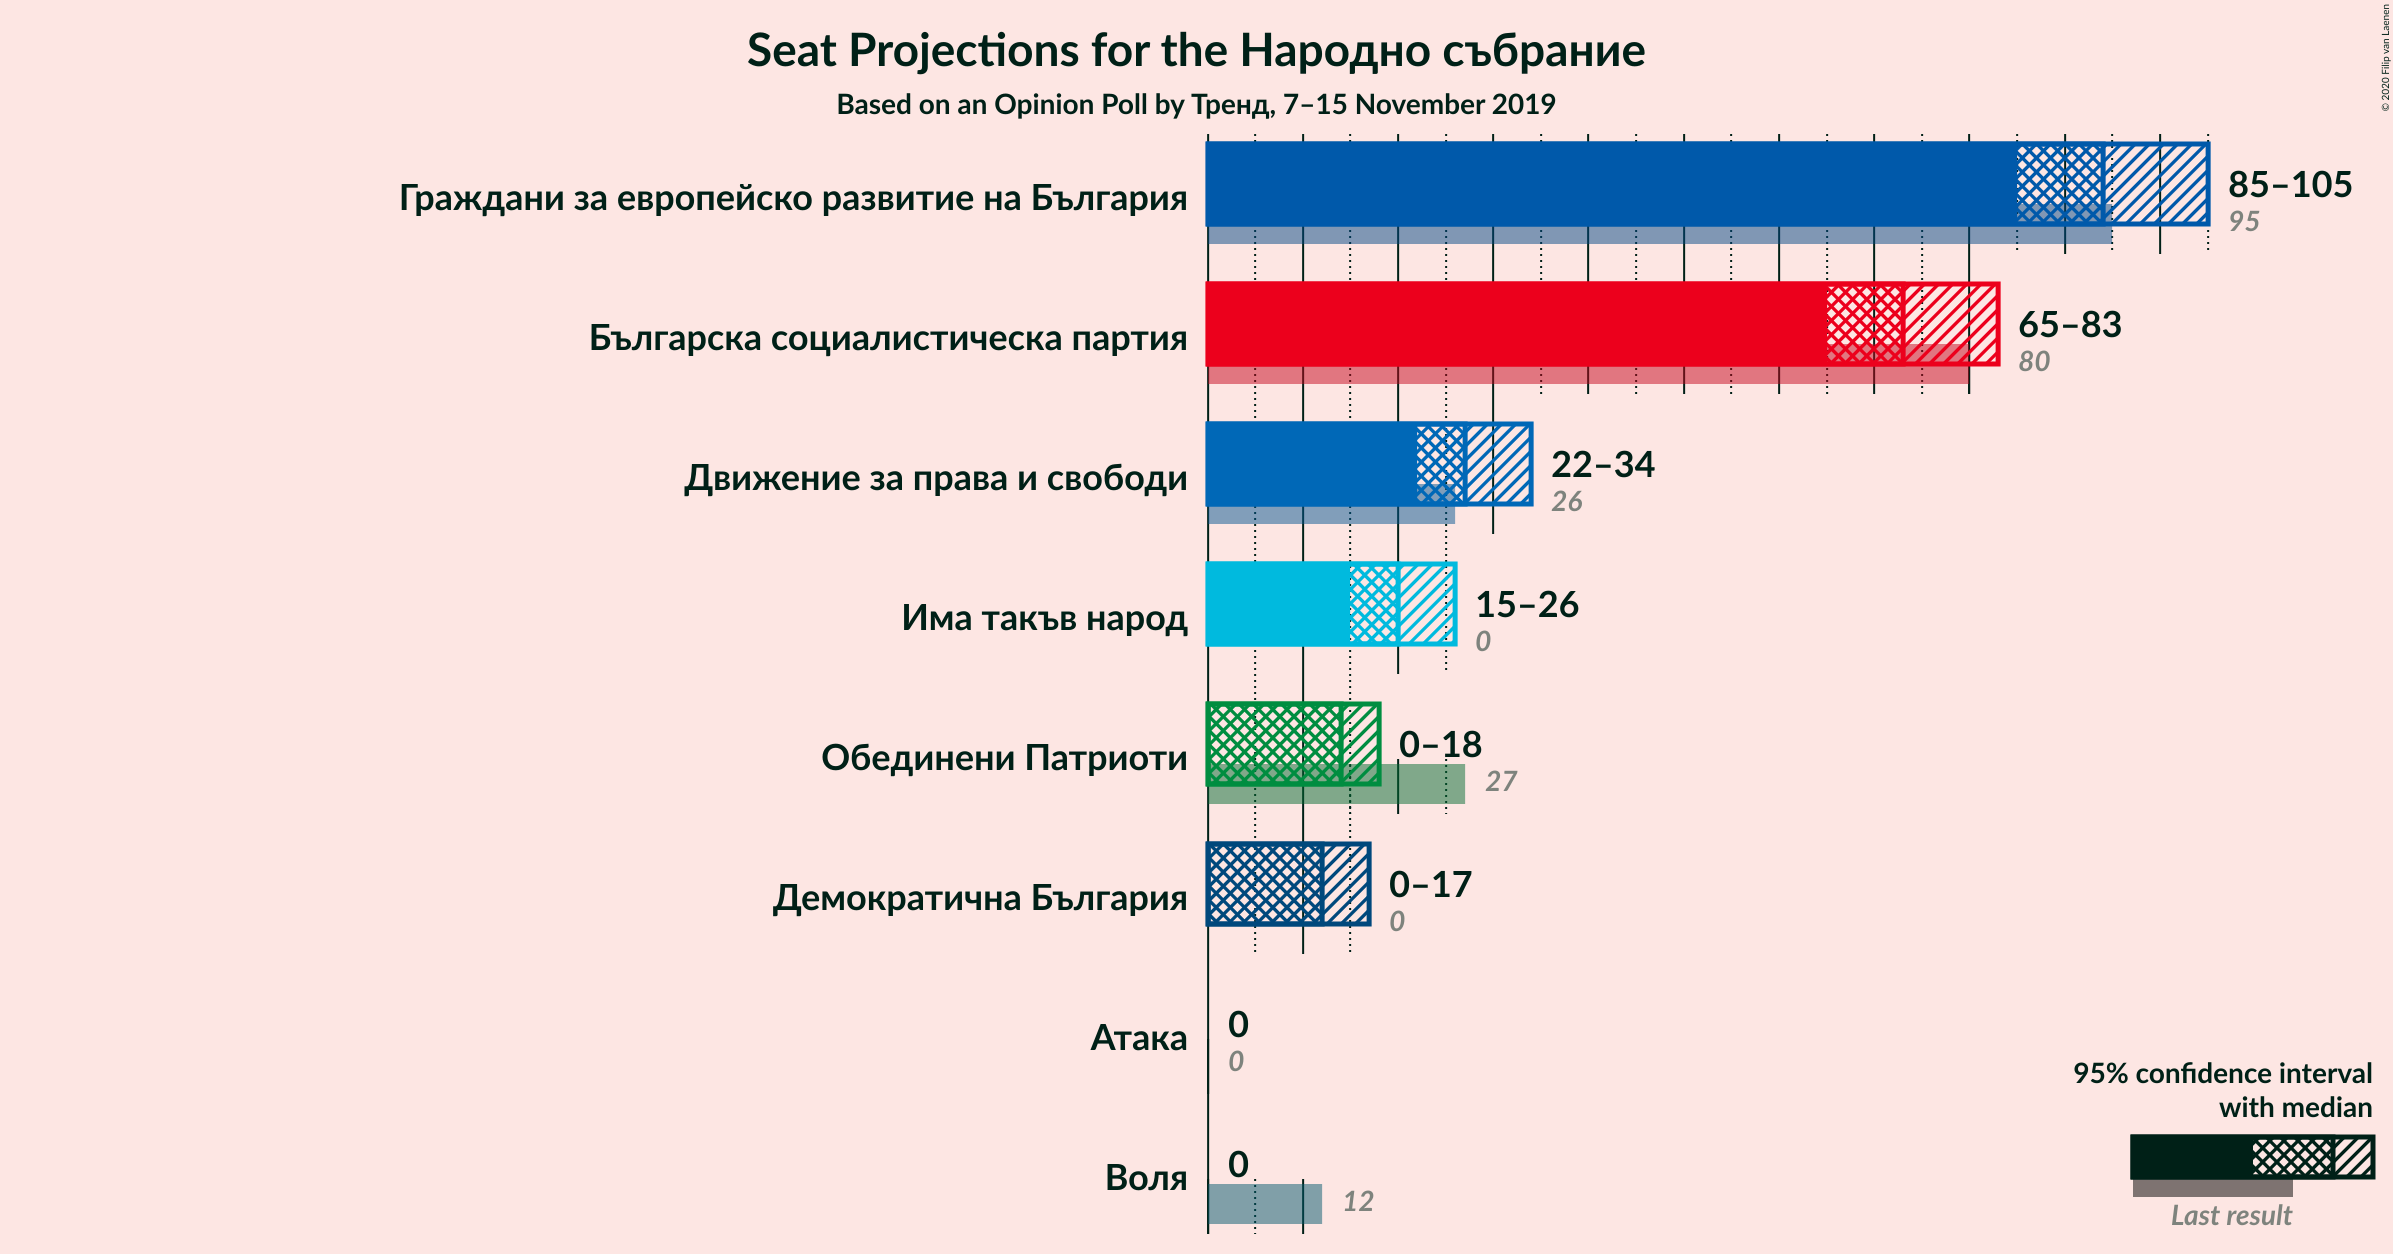 Seat Projections for the Народно събрание
Based on an Opinion Poll by Тренд, 7–15 November 2019
© 2020 Filip van Laenen
Граждани за европейско развитие на България
85–105
95
Българска социалистическа партия
65–83
80
Движение за права и свободи
22–34
26
Има такъв народ
15–26
0
Обединени Патриоти
0–18
27
Демократична България
0–17
0
Атака
0
0
Воля
0
12
95% confidence interval
with median
Last result